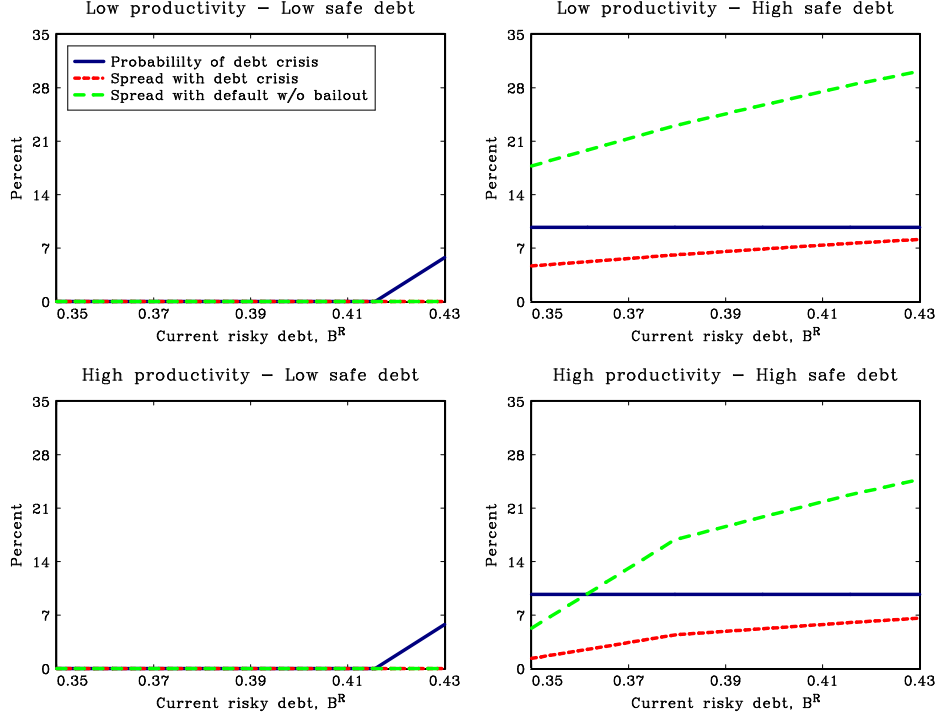 Low productivity – Low safe debt
Low productivity – High safe debt
35
28
21
14
7
0
Percent
Probabililty of debt crisis
Spread with debt crisis
Spread with default w/o bailout
0.35 0.37 0.39 0.41 0.43
Current risky debt, B^R
35
28
21
14
7
0
Percent
0.35 0.37 0.39 0.41 0.43
Current risky debt, B^R
High productivity – Low safe debt
High productivity – High safe debt
35
28
21
14
7
0
Percent
0.35 0.37 0.39 0.41 0.43
Current risky debt, B^R
35
28
21
14
7
0
Percent
0.35 0.37 0.39 0.41 0.43
Current risky debt, B^R